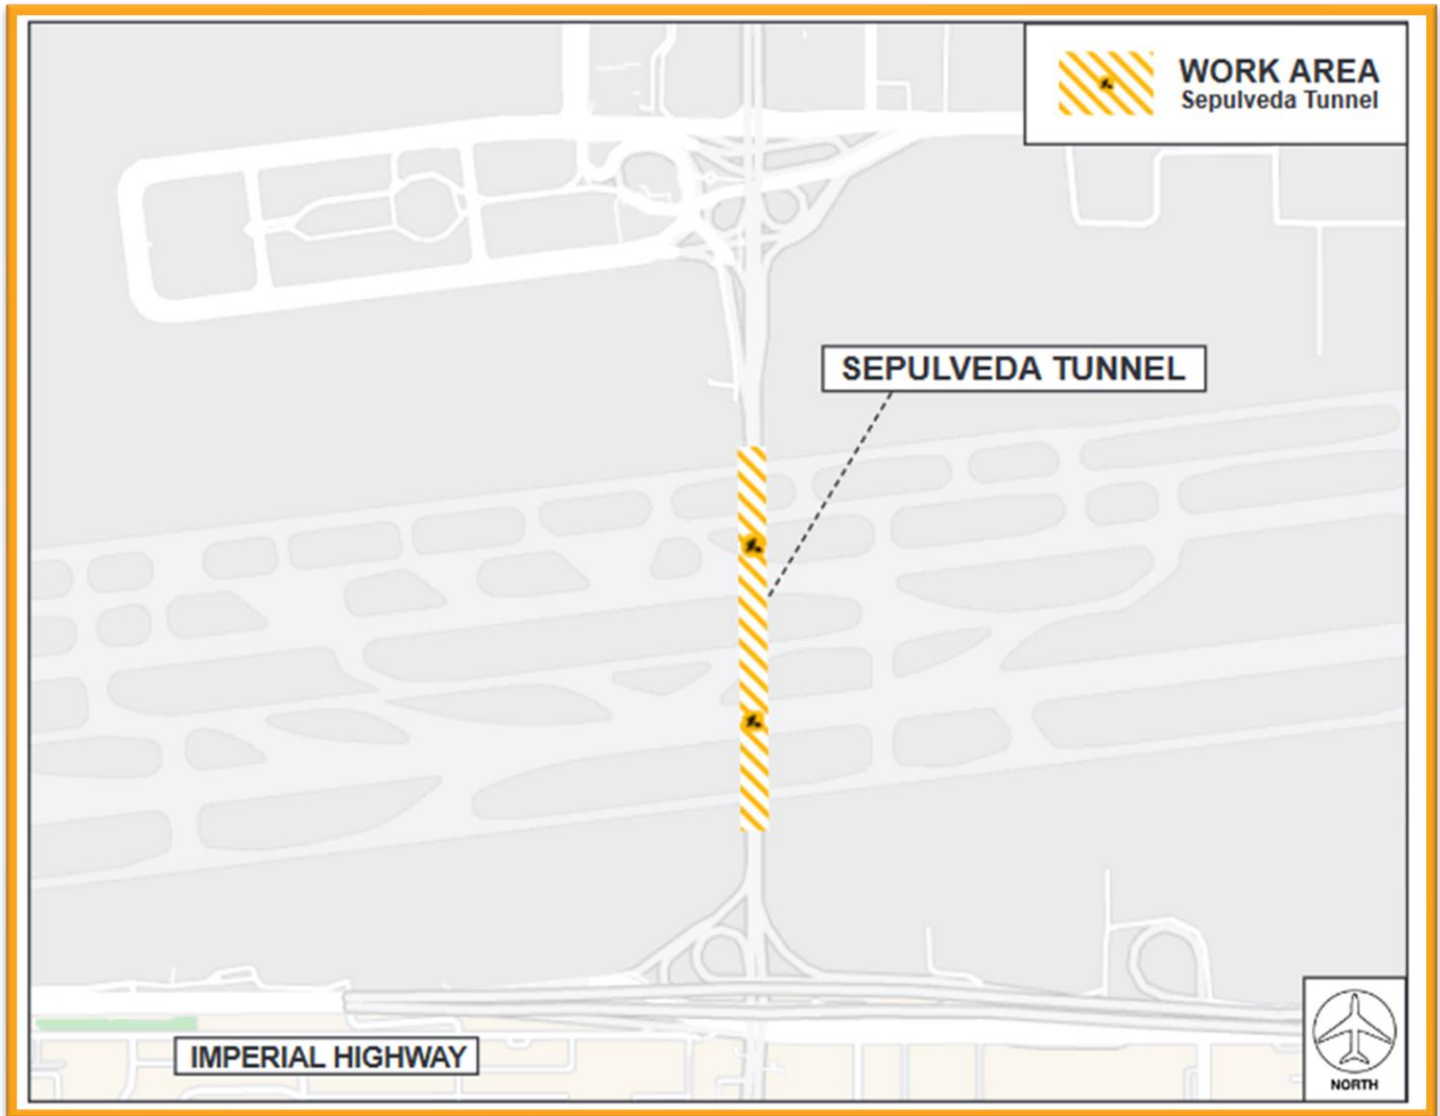 WORK AREA
Sepulveda Tunnel
SEPULVEDA TUNNEL
IMPERIAL HIGHWAY
NORTH